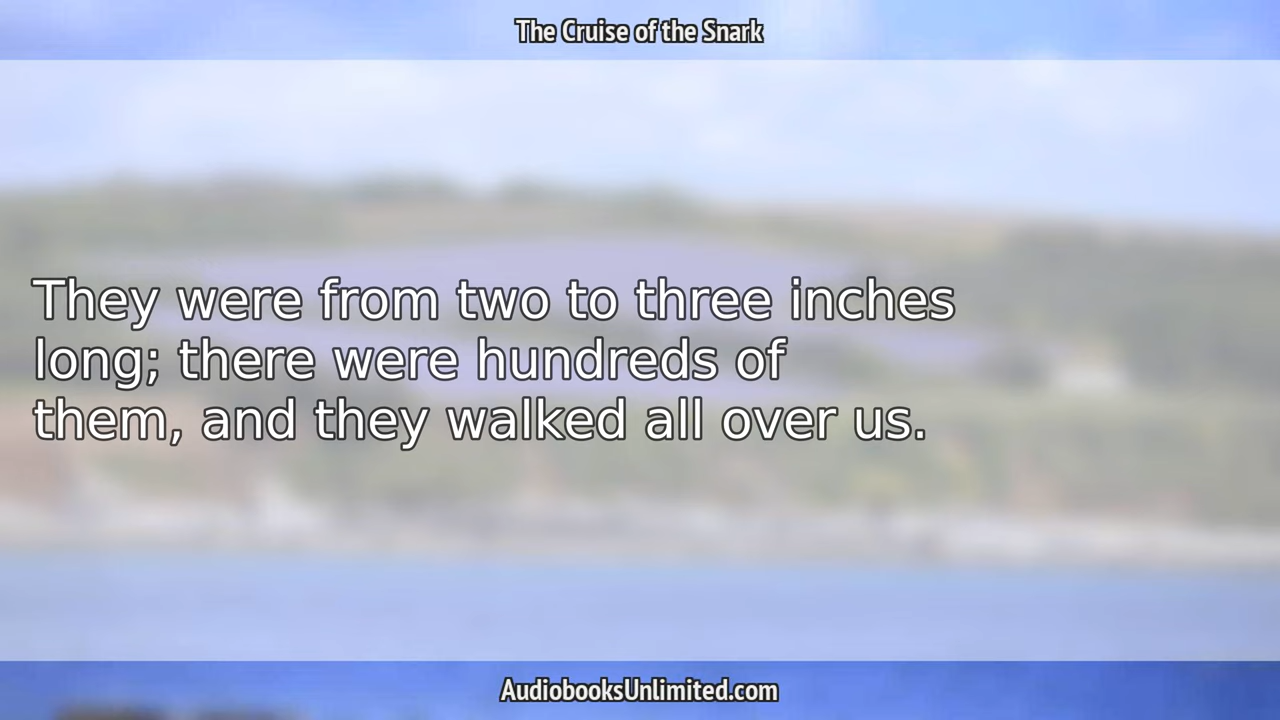 The Cruise of the Snark
They were from two to three inches
long; there were hundreds of
them, and they walked all over us.
AudiobooksUnlimited.com